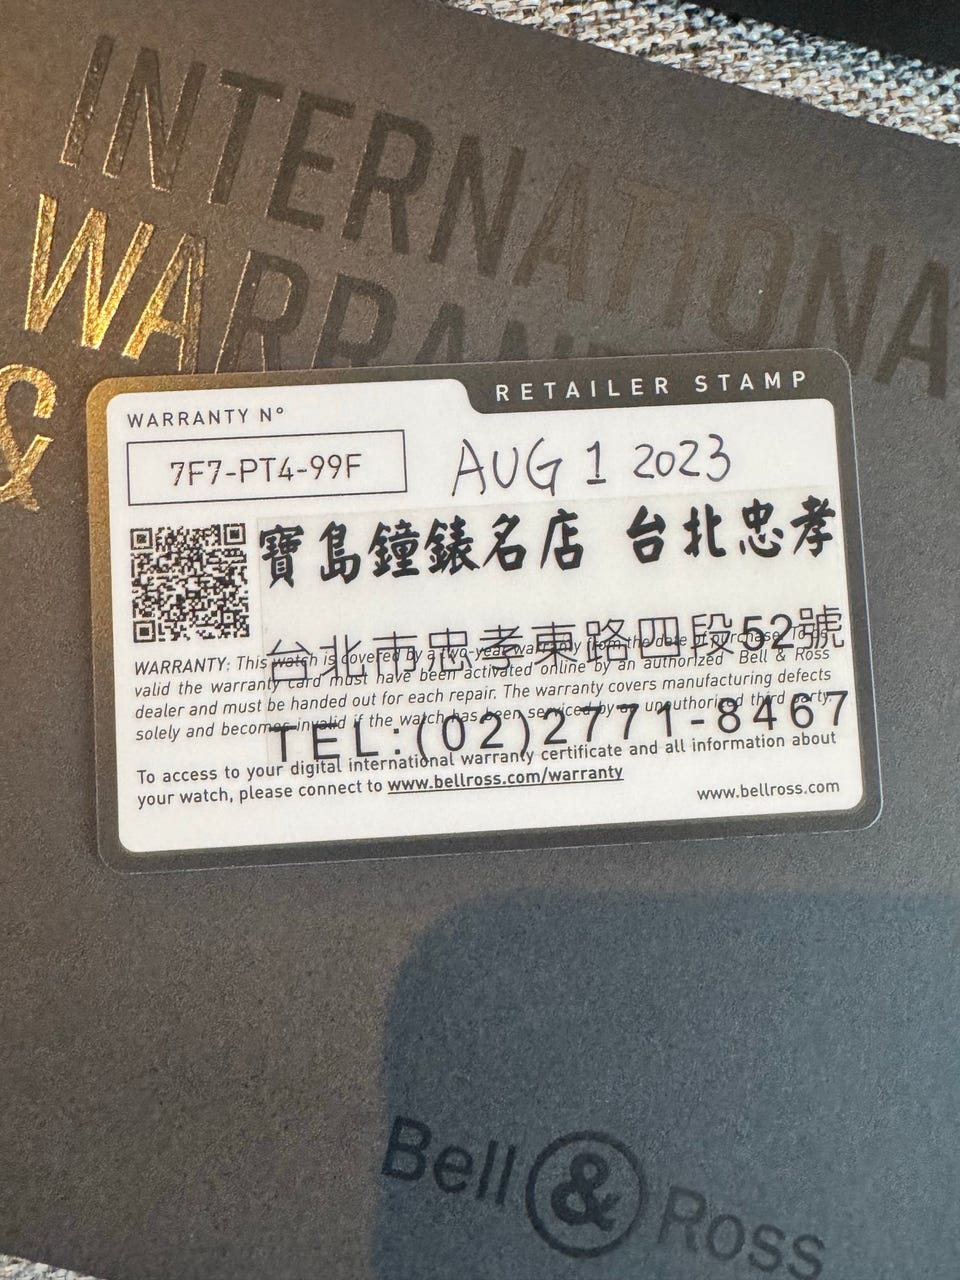 INTERNATIONA
WARRAN
&
RETAILER STAMP
WARRANTY N°
7F7-PT4-99F
AUG 1 2023
寶島鐘錶名店 台北忠孝
台北市忠孝東路四段52號
TEL:(02)2771-8467
WARRANTY: This watch is covered by a two-year warranty from the date of purchase. To be
valid the warranty card must have been activated online by an authorized Bell & Ross
dealer and must be handed out for each repair. The warranty covers manufacturing defects
solely and becomes invalid if the watch has been serviced by an unauthorized third party.
To access to your digital international warranty certificate and all information about
your watch, please connect to www.bellross.com/warranty
www.bellross.com
Bell & Ross